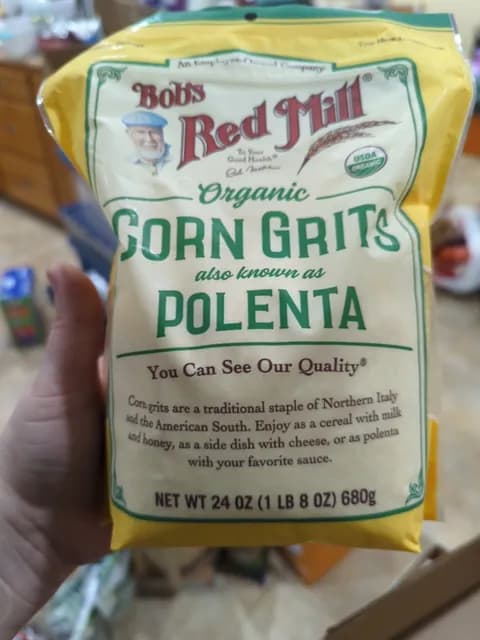 An Employee-Owned Company
Bob's
Red Mill®
To Your
Good Health®
Bob Moore
USDA
ORGANIC
Organic
CORN GRITS
also known as
POLENTA
You Can See Our Quality®
Corn grits are a traditional staple of Northern Italy
and the American South. Enjoy as a cereal with milk
and honey, as a side dish with cheese, or as polenta
with your favorite sauce.
NET WT 24 OZ (1 LB 8 OZ) 680g